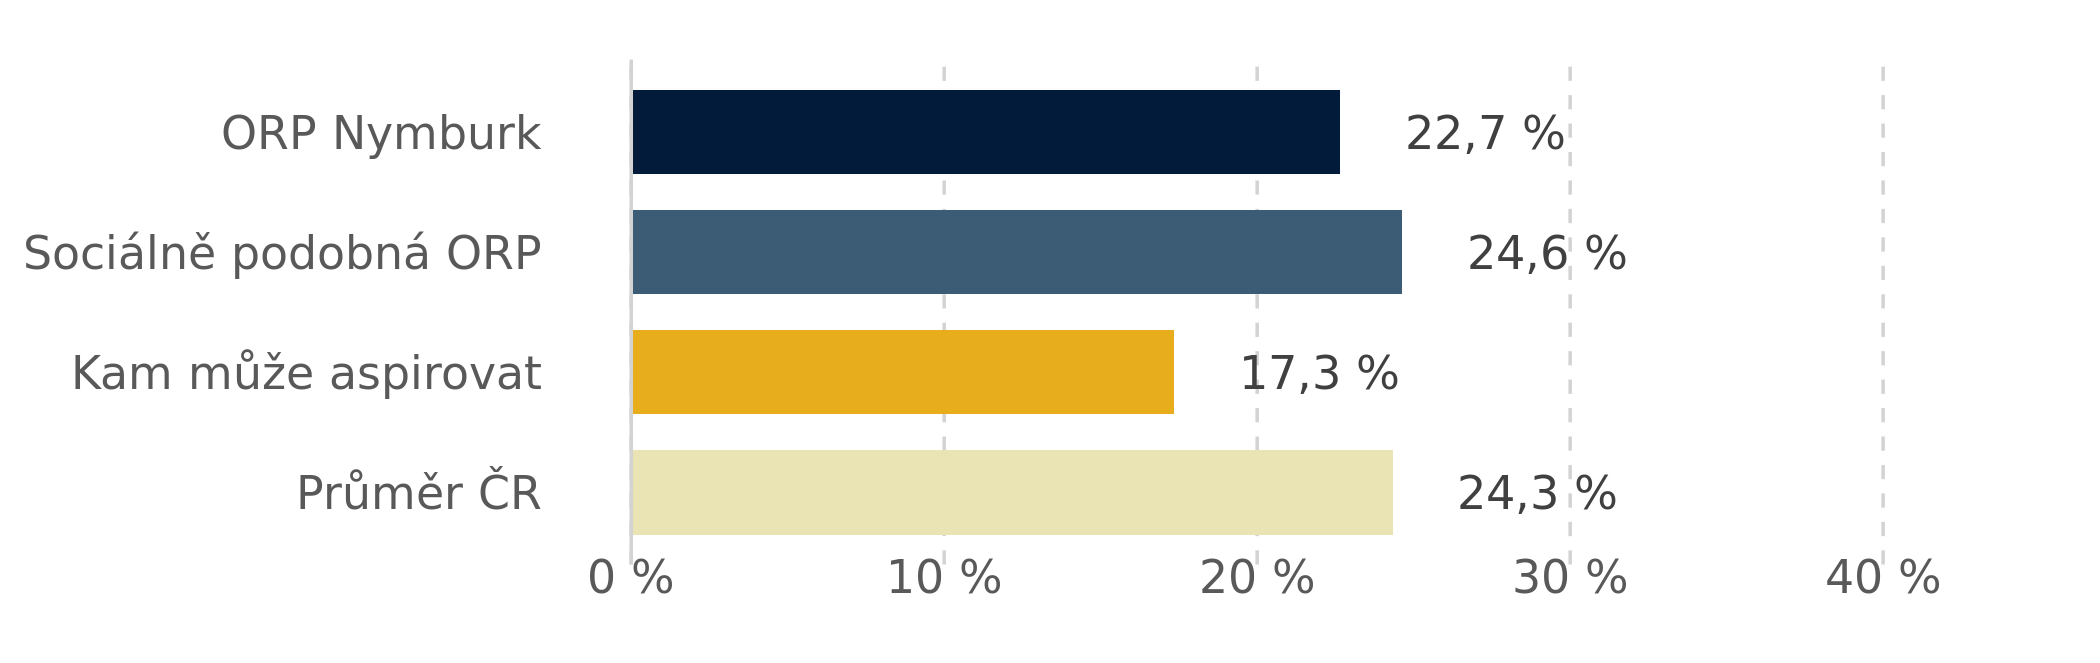 ORP Nymburk 22,7 %
Sociálně podobná ORP 24,6 %
Kam může aspirovat 17,3 %
Průměr ČR 24,3 %
0 % 10 % 20 % 30 % 40 %